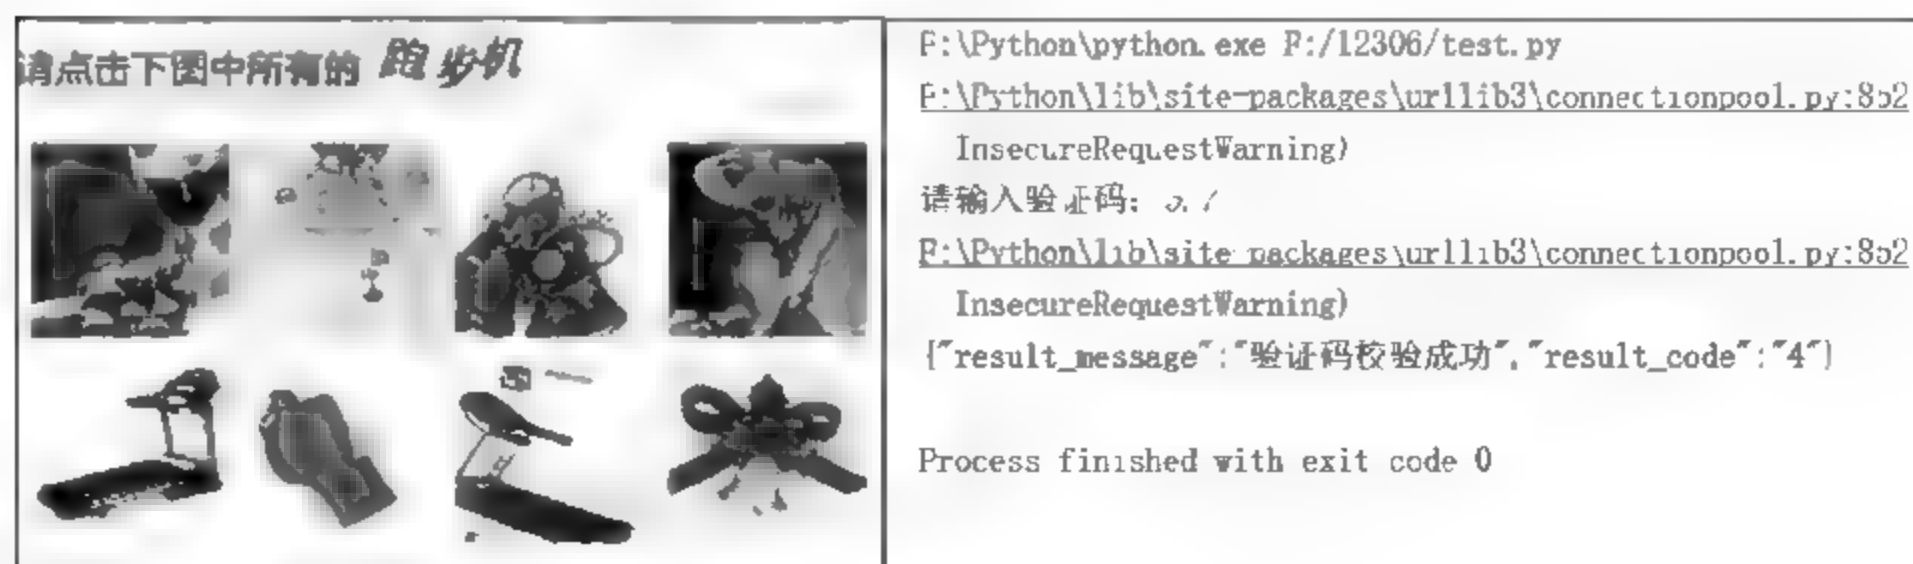 请点击下图中所有的 跑步机
F:\Python\python.exe F:/12306/test.py
F:\Python\lib\site-packages\urllib3\connectionpool.py:852
InsecureRequestWarning)
请输入验证码:
F:\Python\lib\site-packages\urllib3\connectionpool.py:852
InsecureRequestWarning)
{"result_message":"验证码校验成功","result_code":"4"}
Process finished with exit code 0